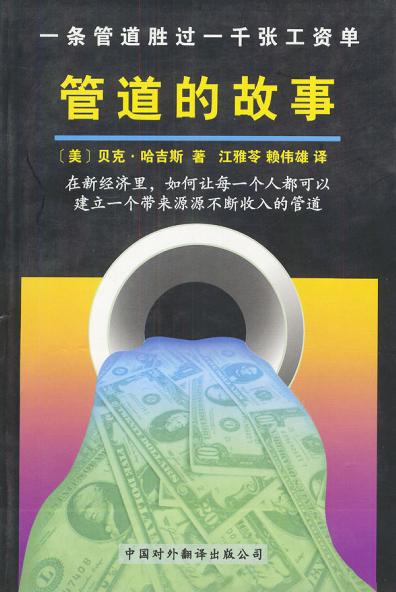 一条管道胜过一千张工资单
管道的故事
〔美〕贝克·哈吉斯 著 江雅苓 赖伟雄 译
在新经济里，如何让每一个人都可以
建立一个带来源源不断收入的管道
中国对外翻译出版公司